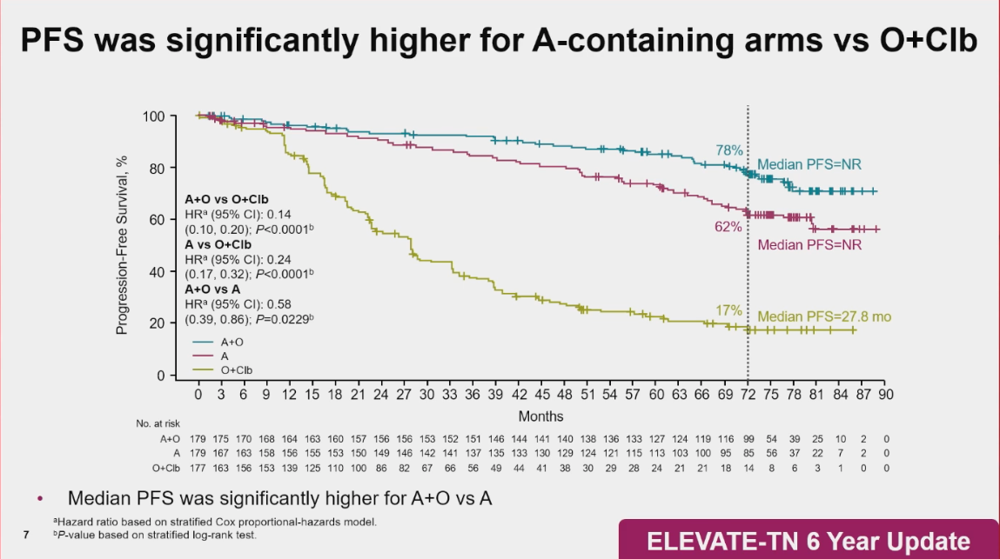 PFS was significantly higher for A-containing arms vs O+Clb
Progression-Free Survival, %
100
80
60
40
20
0
A+O vs O+Clb
HRᵃ (95% CI): 0.14
(0.10, 0.20); P<0.0001ᵇ
A vs O+Clb
HRᵃ (95% CI): 0.24
(0.17, 0.32); P<0.0001ᵇ
A+O vs A
HRᵃ (95% CI): 0.58
(0.39, 0.86); P=0.0229ᵇ
A+O
A
O+Clb
78%
Median PFS=NR
62%
Median PFS=NR
17%
Median PFS=27.8 mo
0 3 6 9 12 15 18 21 24 27 30 33 36 39 42 45 48 51 54 57 60 63 66 69 72 75 78 81 84 87 90
Months
No. at risk
A+O 179 175 170 168 164 163 160 157 156 156 153 152 151 146 144 141 140 138 136 133 127 124 119 116 99 54 39 25 10 2 0
A 179 167 163 158 156 155 153 150 149 146 142 141 137 135 133 130 129 124 121 115 113 103 100 95 85 56 37 22 7 2 0
O+Clb 177 163 156 153 139 125 110 100 86 82 67 66 56 49 44 41 38 30 29 28 24 21 21 18 14 8 6 3 1 0 0
• Median PFS was significantly higher for A+O vs A
ᵃHazard ratio based on stratified Cox proportional-hazards model.
7 ᵇP-value based on stratified log-rank test.
ELEVATE-TN 6 Year Update